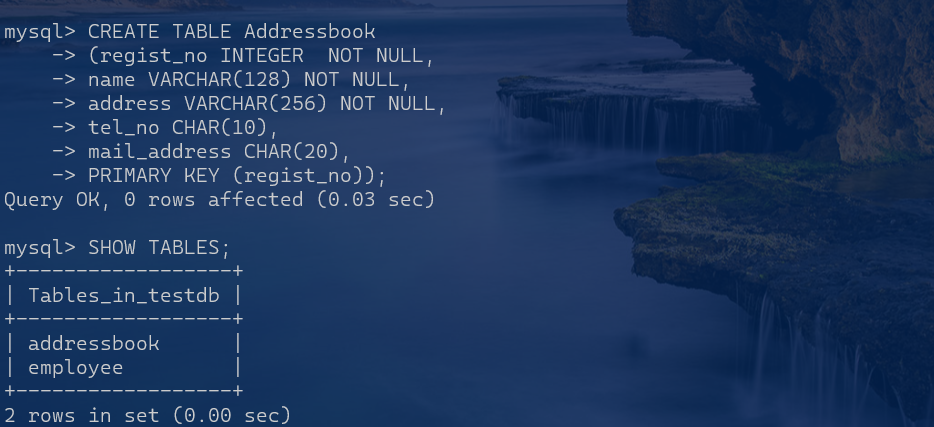 mysql> CREATE TABLE Addressbook
    -> (regist_no INTEGER  NOT NULL,
    -> name VARCHAR(128) NOT NULL,
    -> address VARCHAR(256) NOT NULL,
    -> tel_no CHAR(10),
    -> mail_address CHAR(20),
    -> PRIMARY KEY (regist_no));
Query OK, 0 rows affected (0.03 sec)

mysql> SHOW TABLES;
+------------------+
| Tables_in_testdb |
+------------------+
| addressbook      |
| employee         |
+------------------+
2 rows in set (0.00 sec)